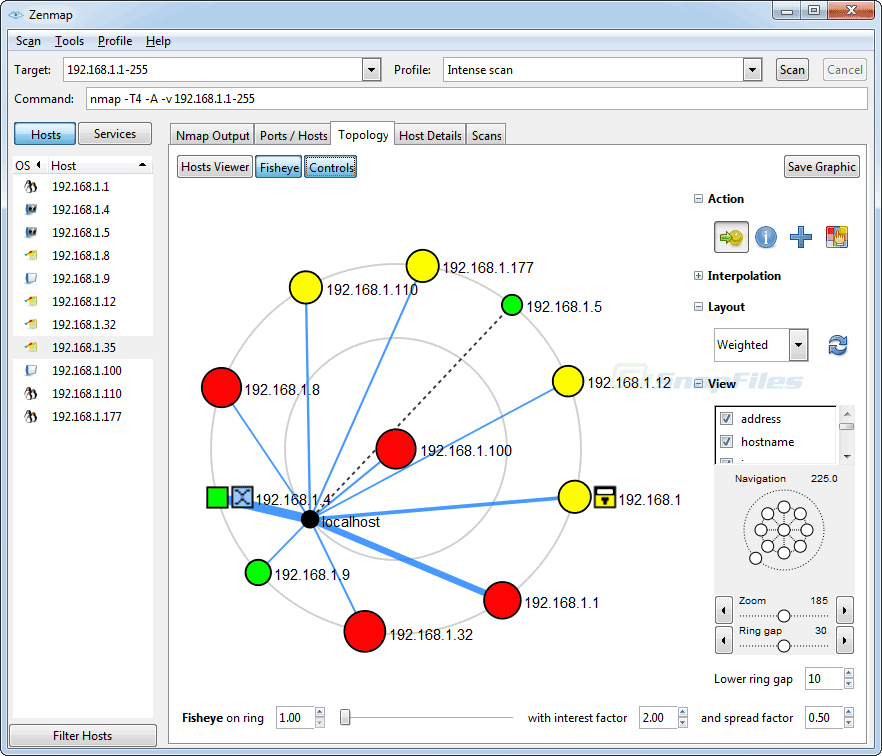 Zenmap
Scan Tools Profile Help
Target: 192.168.1.1-255 Profile: Intense scan Scan Cancel
Command: nmap -T4 -A -v 192.168.1.1-255
Hosts Services
Nmap Output Ports / Hosts Topology Host Details Scans
OS Host
192.168.1.1
192.168.1.4
192.168.1.5
192.168.1.8
192.168.1.9
192.168.1.12
192.168.1.32
192.168.1.35
192.168.1.100
192.168.1.110
192.168.1.177
Filter Hosts
Hosts Viewer Fisheye Controls Save Graphic
192.168.1.177
192.168.1.110
192.168.1.5
192.168.1.12
192.168.1.8
192.168.1.100
192.168.1.4
192.168.1
localhost
192.168.1.9
192.168.1.1
192.168.1.32
SnapFiles
Action
Interpolation
Layout
Weighted
View
address
hostname
Navigation 225.0
Zoom 185
Ring gap 30
Lower ring gap 10
Fisheye on ring 1.00 with interest factor 2.00 and spread factor 0.50